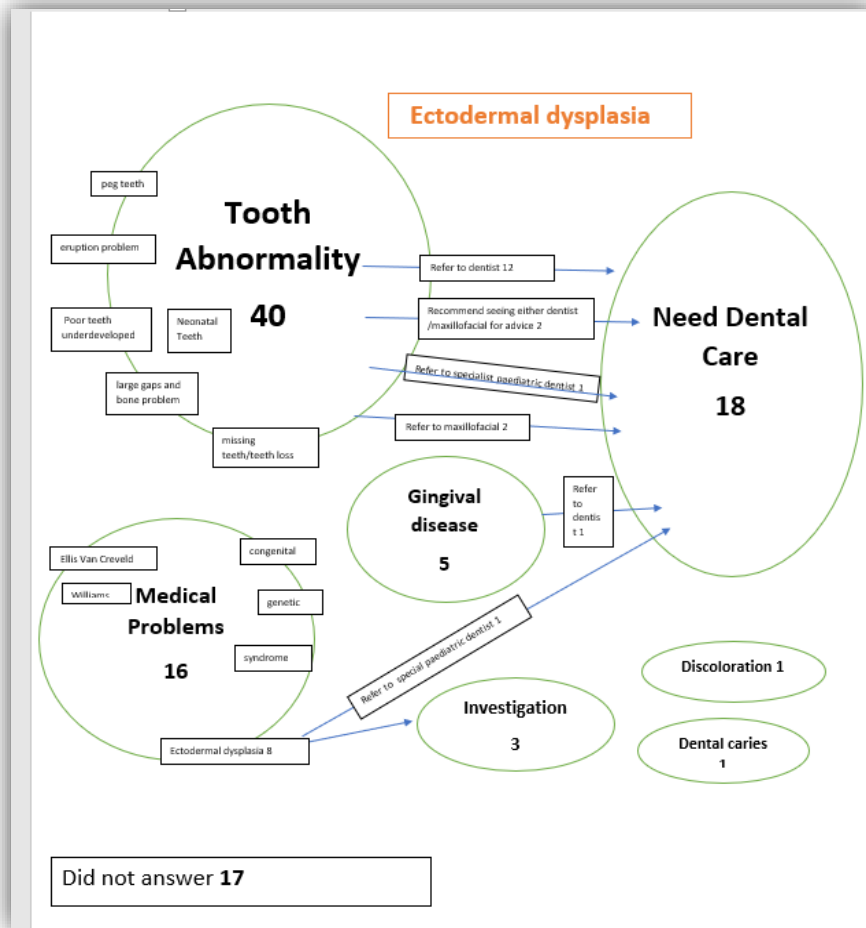 Ectodermal dysplasia
Tooth
Abnormality
40
peg teeth
eruption problem
Poor teeth
underdeveloped
Neonatal
Teeth
large gaps and
bone problem
missing
teeth/teeth loss
Refer to dentist 12
Recommend seeing either dentist
/maxillofacial for advice 2
Refer to specialist paediatric dentist 1
Refer to maxillofacial 2
Need Dental
Care
18
Gingival
disease
5
Refer
to
dentis
t 1
Ellis Van Creveld
Williams
congenital
genetic
syndrome
Medical
Problems
16
Ectodermal dysplasia 8
Refer to special paediatric dentist 1
Investigation
3
Discoloration 1
Dental caries
1
Did not answer 17